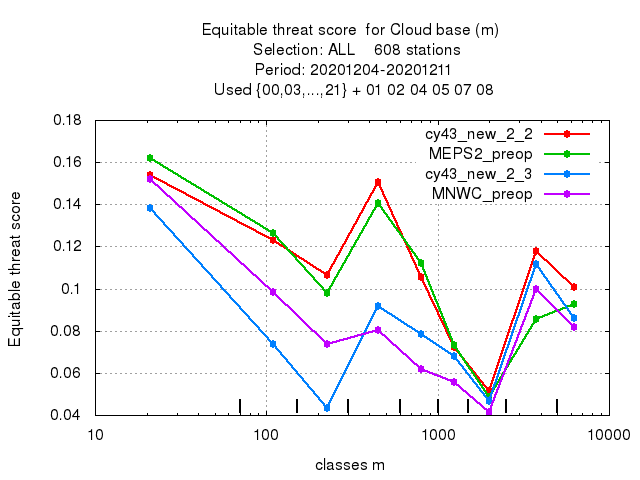 Equitable threat score  for Cloud base (m)
Selection: ALL    608 stations
Period: 20201204-20201211
Used {00,03,...,21} + 01 02 04 05 07 08
0.18
0.16
0.14
0.12
0.1
0.08
0.06
0.04
Equitable threat score
cy43_new_2_2
MEPS2_preop
cy43_new_2_3
MNWC_preop
10 100 1000 10000
classes m